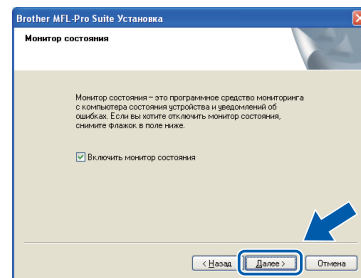 Brother MFL-Pro Suite Установка
Монитор состояния
Монитор состояния – это программное средство мониторинга
с компьютера состояния устройства и уведомлений об
ошибках. Если вы хотите отключить монитор состояния,
снимите флажок в поле ниже.
Включить монитор состояния
< Назад Далее > Отмена